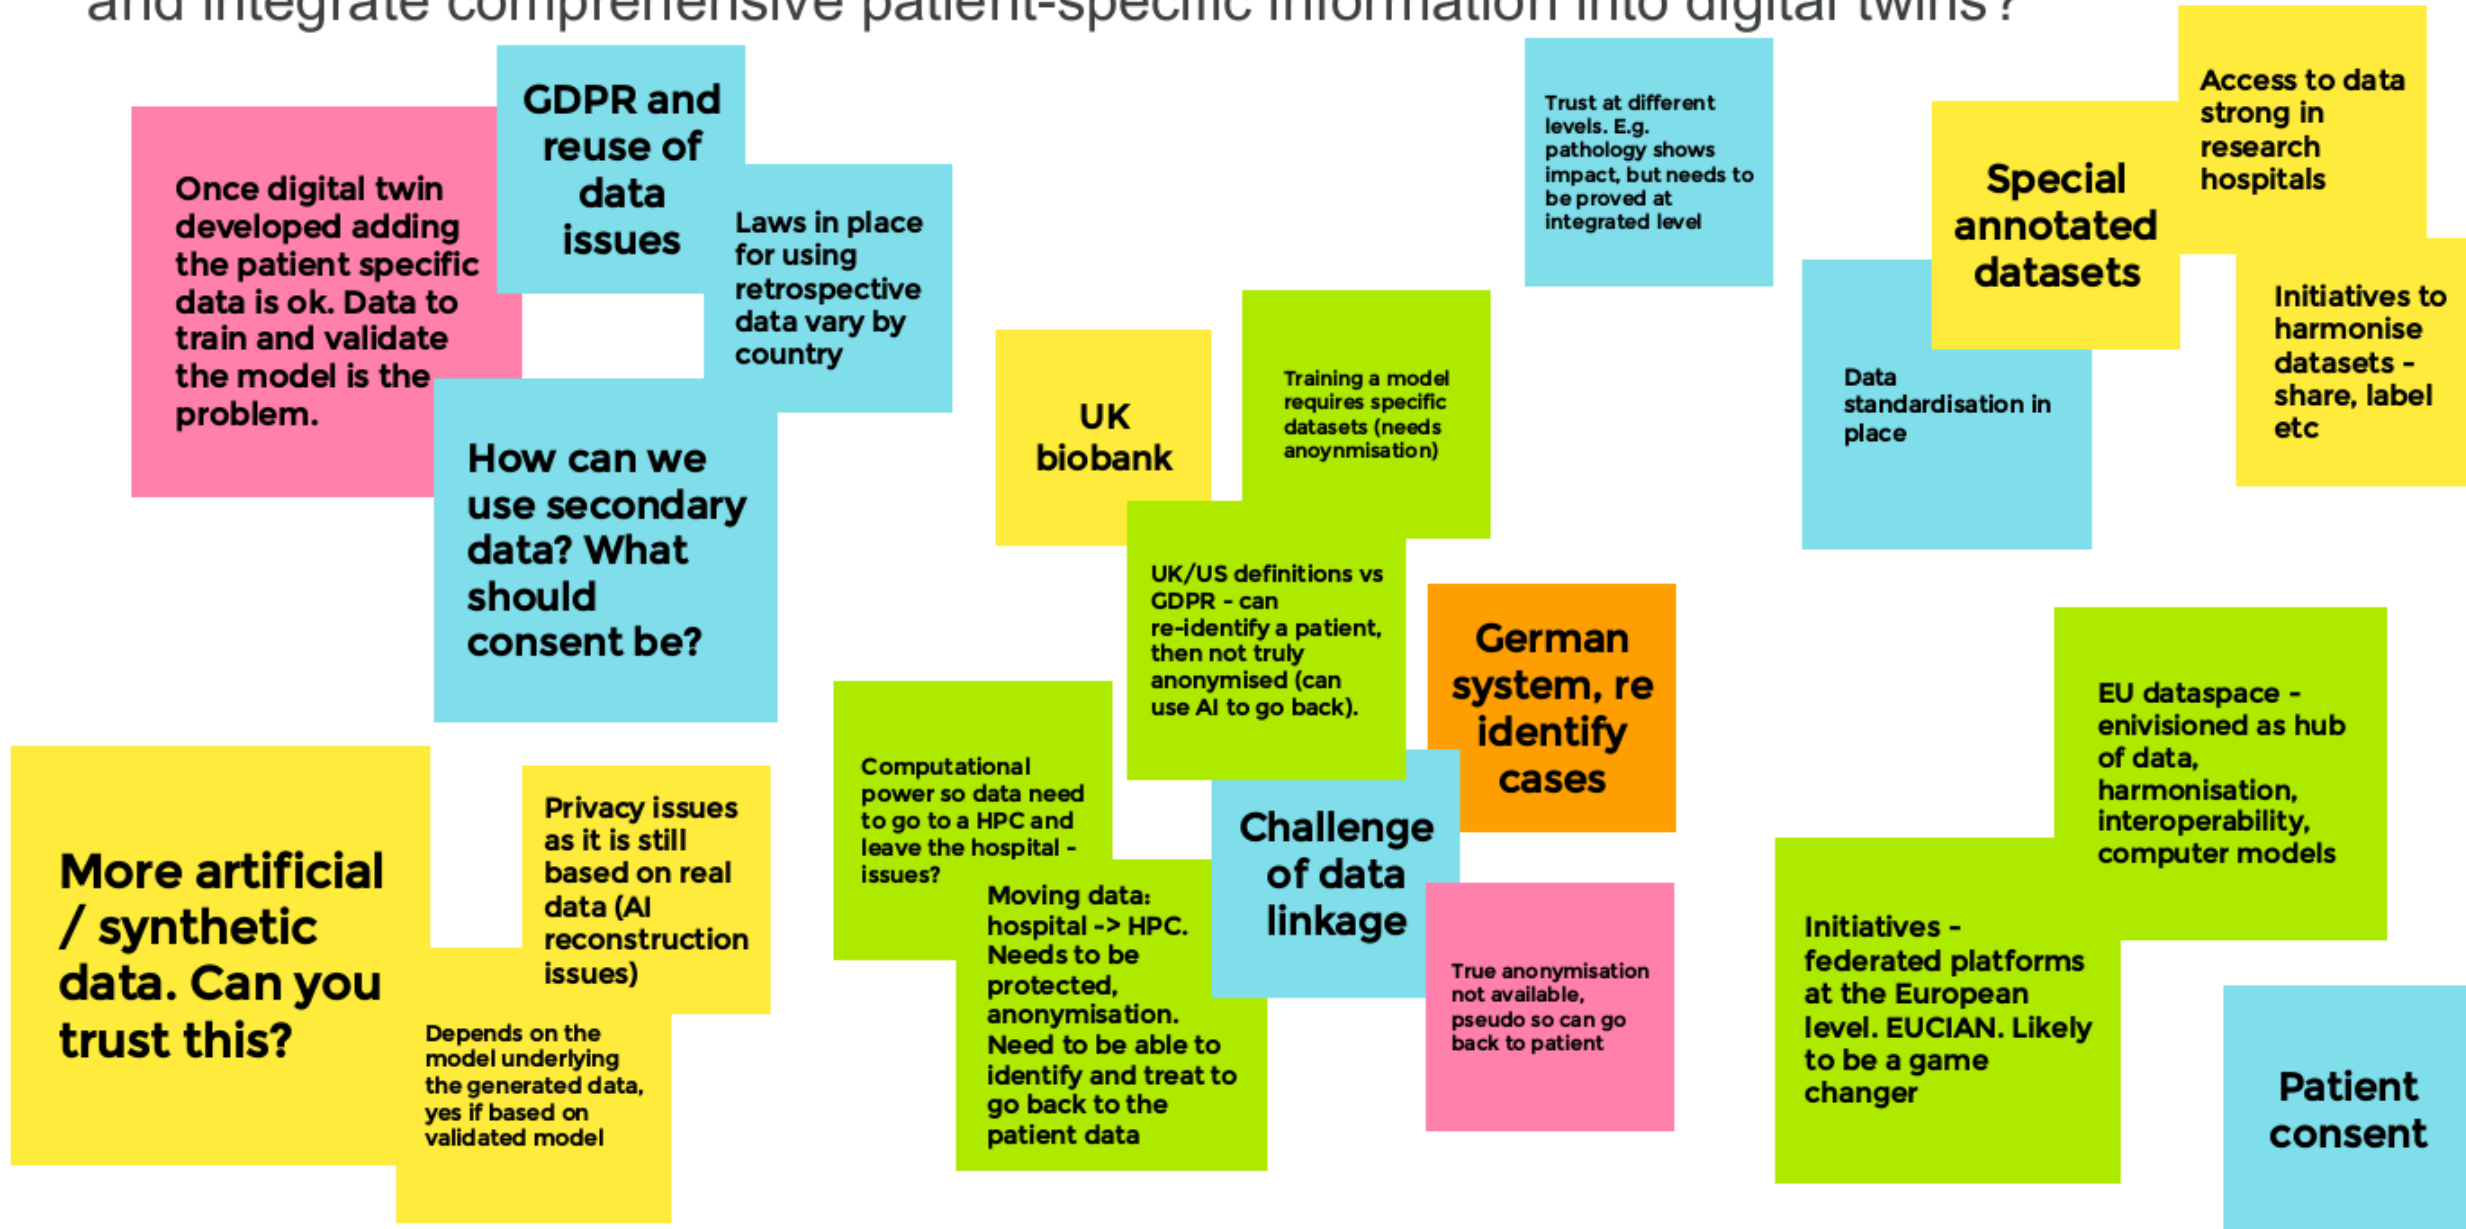 and integrate comprehensive patient-specific information into digital twins?
Once digital twin
developed adding
the patient specific
data is ok. Data to
train and validate
the model is the
problem.
GDPR and
reuse of
data
issues
Laws in place
for using
retrospective
data vary by
country
How can we
use secondary
data? What
should
consent be?
More artificial
/ synthetic
data. Can you
trust this?
Privacy issues
as it is still
based on real
data (AI
reconstruction
issues)
Depends on the
model underlying
the generated data,
yes if based on
validated model
UK
biobank
Training a model
requires specific
datasets (needs
anoynmisation)
UK/US definitions vs
GDPR - can
re-identify a patient,
then not truly
anonymised (can
use AI to go back).
German
system, re
identify
cases
Computational
power so data need
to go to a HPC and
leave the hospital -
issues?
Moving data:
hospital -> HPC.
Needs to be
protected,
anonymisation.
Need to be able to
identify and treat to
go back to the
patient data
Challenge
of data
linkage
True anonymisation
not available,
pseudo so can go
back to patient
Trust at different
levels. E.g.
pathology shows
impact, but needs to
be proved at
integrated level
Access to data
strong in
research
hospitals
Special
annotated
datasets
Initiatives to
harmonise
datasets -
share, label
etc
Data
standardisation in
place
EU dataspace -
enivisioned as hub
of data,
harmonisation,
interoperability,
computer models
Initiatives -
federated platforms
at the European
level. EUCIAN. Likely
to be a game
changer
Patient
consent